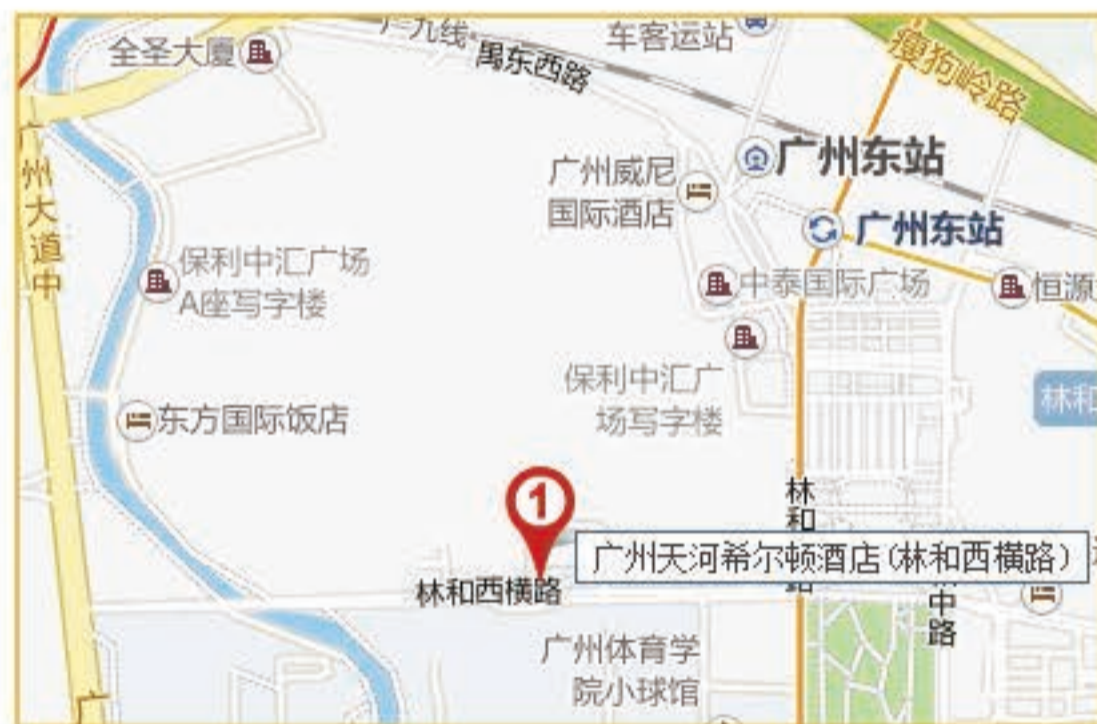 全圣大厦
广九线
禺东西路
车客运站
瘦狗岭路
广州大道中
广州威尼
国际酒店
广州东站
广州东站
保利中汇广场
A座写字楼
中泰国际广场
恒源
保利中汇广
场写字楼
林和
东方国际饭店
1
林和
路
广州天河希尔顿酒店(林和西横路)
林和西横路
中路
广州体育学
院小球馆
广